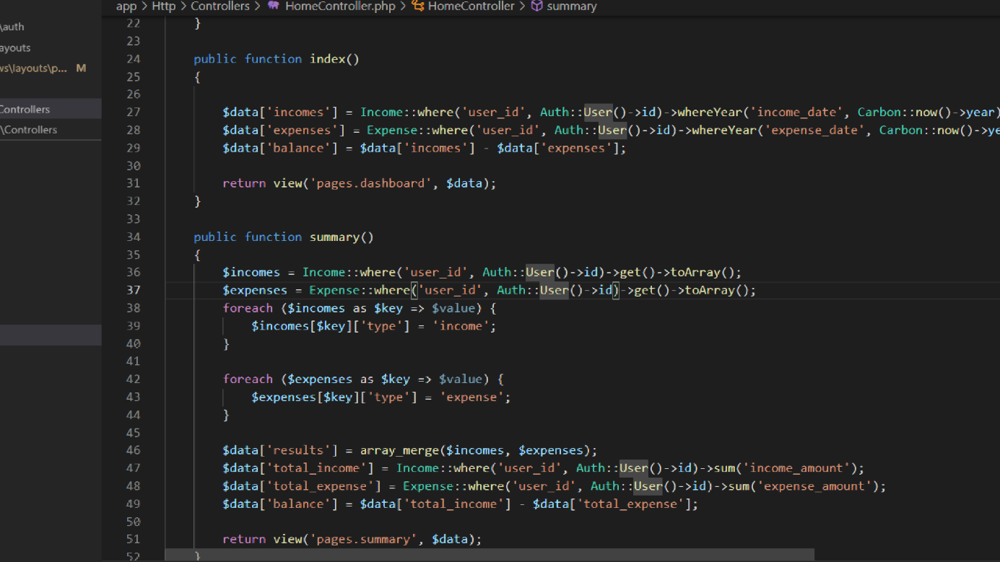 app > Http > Controllers > HomeController.php > HomeController > summary
\auth
ayouts
ws\layouts\p... M
Controllers
\Controllers
22 }
23
24 public function index()
25 {
26
27 $data['incomes'] = Income::where('user_id', Auth::User()->id)->whereYear('income_date', Carbon::now()->year)
28 $data['expenses'] = Expense::where('user_id', Auth::User()->id)->whereYear('expense_date', Carbon::now()->ye
29 $data['balance'] = $data['incomes'] - $data['expenses'];
30
31 return view('pages.dashboard', $data);
32 }
33
34 public function summary()
35 {
36 $incomes = Income::where('user_id', Auth::User()->id)->get()->toArray();
37 $expenses = Expense::where('user_id', Auth::User()->id)->get()->toArray();
38 foreach ($incomes as $key => $value) {
39 $incomes[$key]['type'] = 'income';
40 }
41
42 foreach ($expenses as $key => $value) {
43 $expenses[$key]['type'] = 'expense';
44 }
45
46 $data['results'] = array_merge($incomes, $expenses);
47 $data['total_income'] = Income::where('user_id', Auth::User()->id)->sum('income_amount');
48 $data['total_expense'] = Expense::where('user_id', Auth::User()->id)->sum('expense_amount');
49 $data['balance'] = $data['total_income'] - $data['total_expense'];
50
51 return view('pages.summary', $data);
52 }